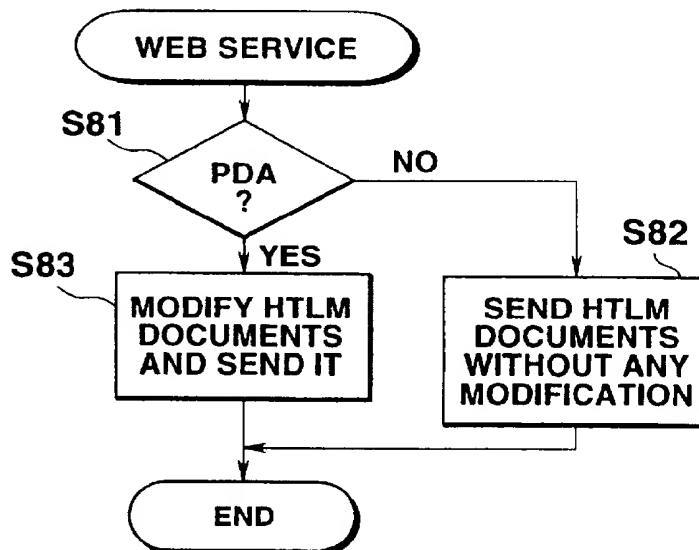 WEB SERVICE
S81
PDA
?
NO
YES
S83
MODIFY HTLM
DOCUMENTS
AND SEND IT
S82
SEND HTLM
DOCUMENTS
WITHOUT ANY
MODIFICATION
END